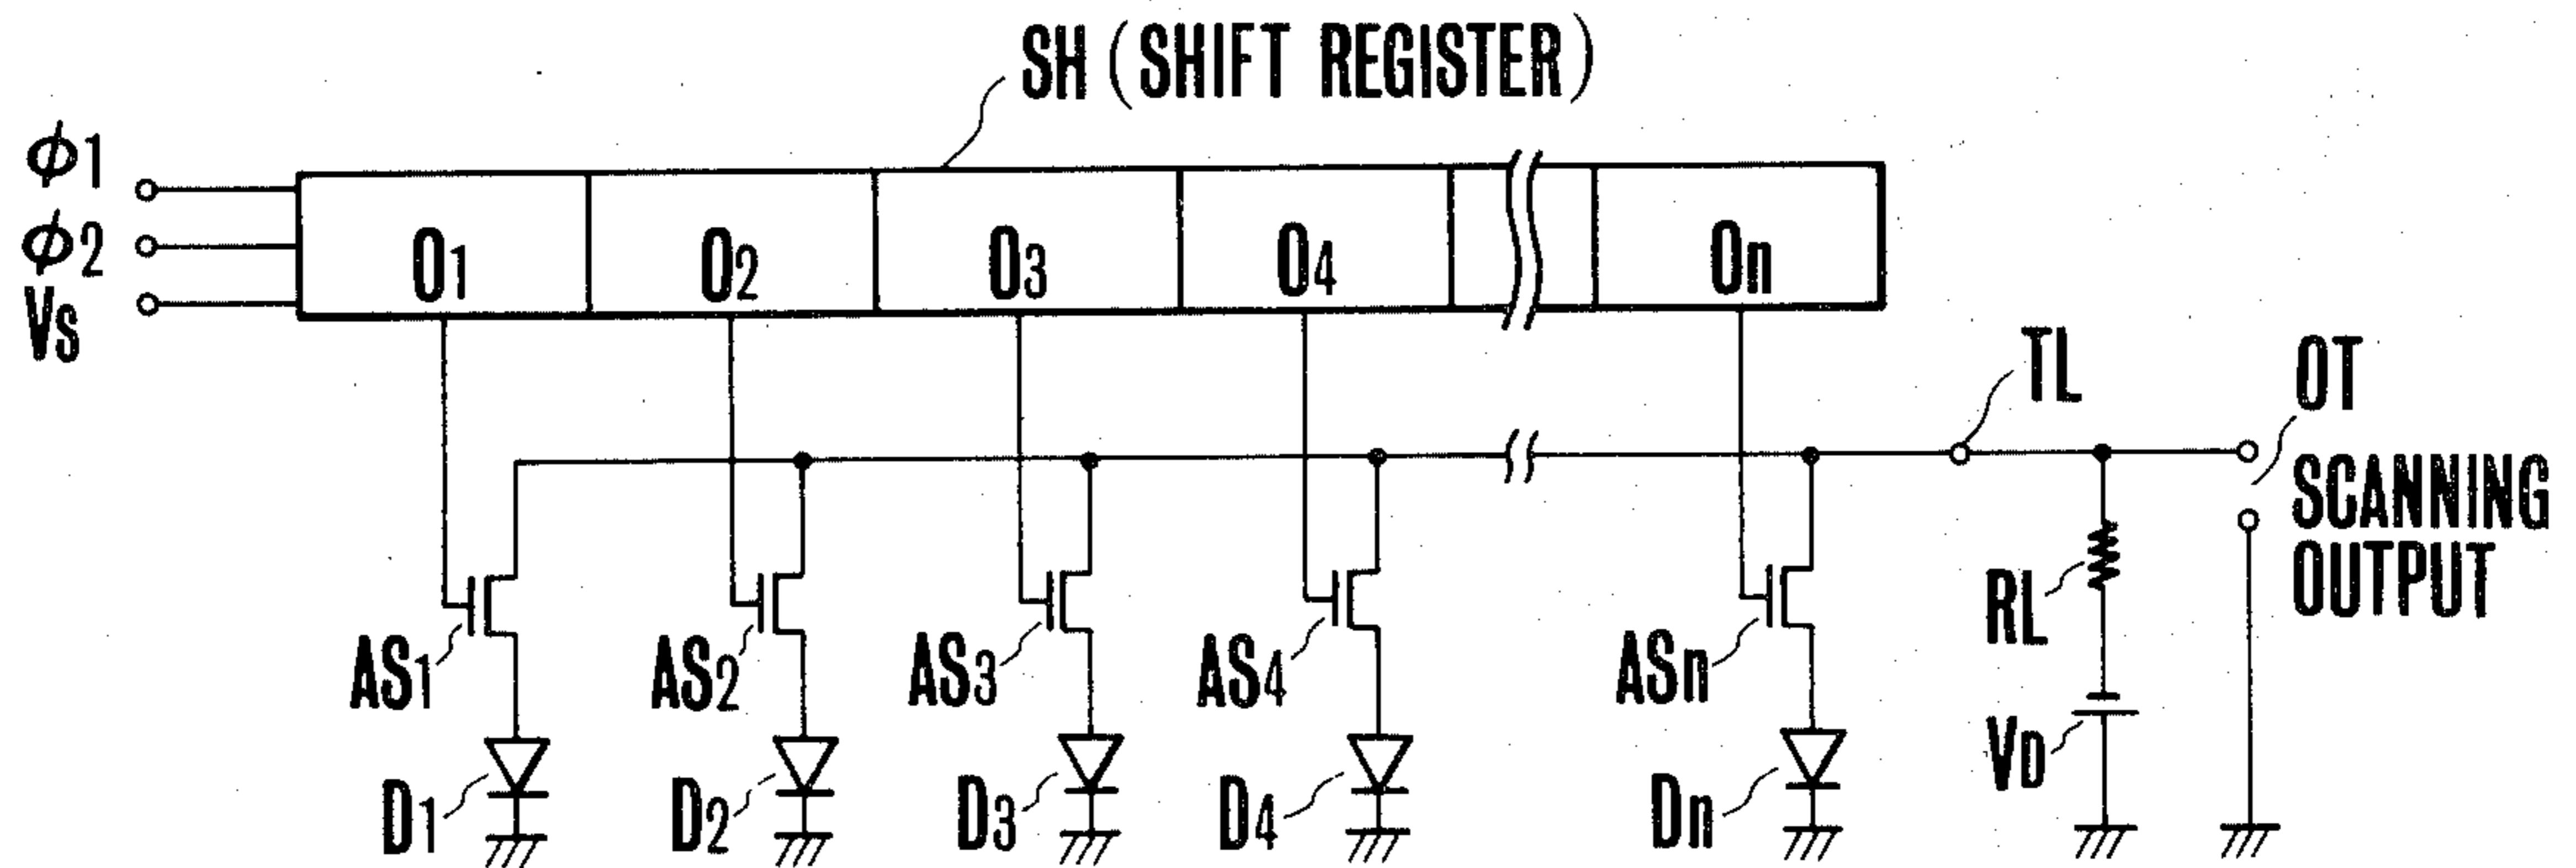 SH (SHIFT REGISTER)
φ1
φ2
Vs
O1 O2 O3 O4 On
TL
OT
SCANNING
OUTPUT
RL
VD
AS1 AS2 AS3 AS4 ASn
D1 D2 D3 D4 Dn